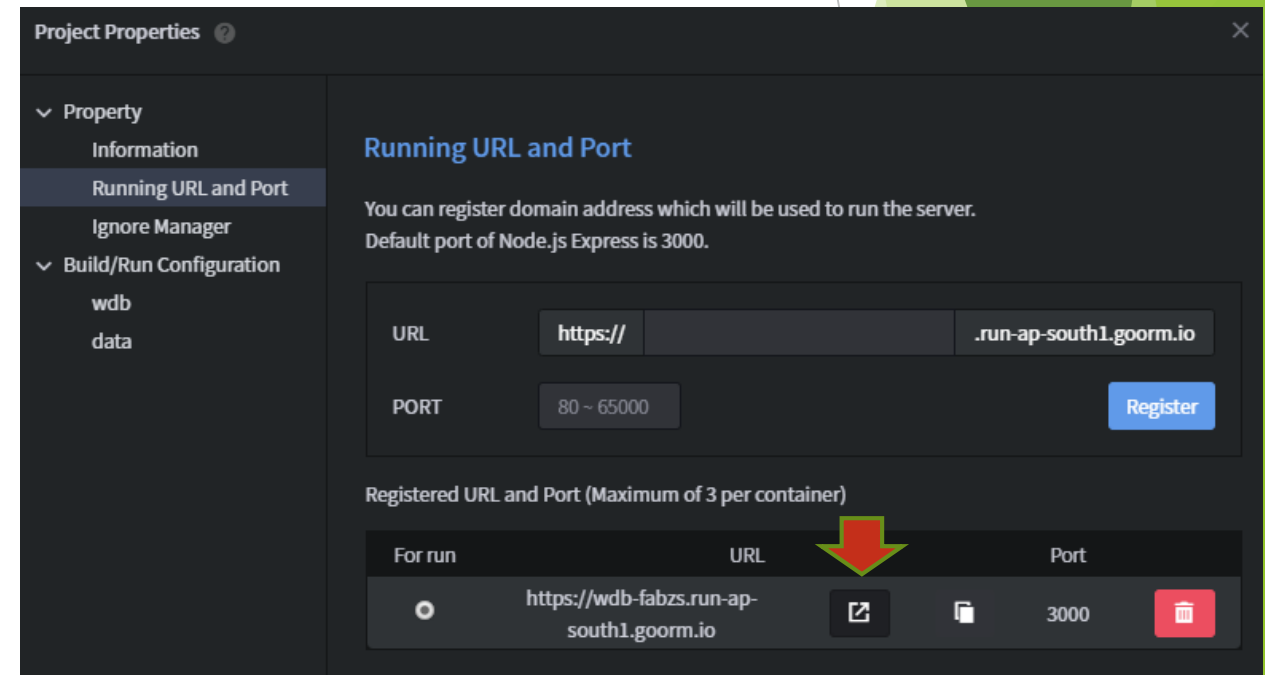 Project Properties ?
Property
Information
Running URL and Port
Ignore Manager
Build/Run Configuration
wdb
data
Running URL and Port
You can register domain address which will be used to run the server.
Default port of Node.js Express is 3000.
URL https:// .run-ap-south1.goorm.io
PORT 80 ~ 65000 Register
Registered URL and Port (Maximum of 3 per container)
For run URL Port
https://wdb-fabzs.run-ap-
south1.goorm.io
3000